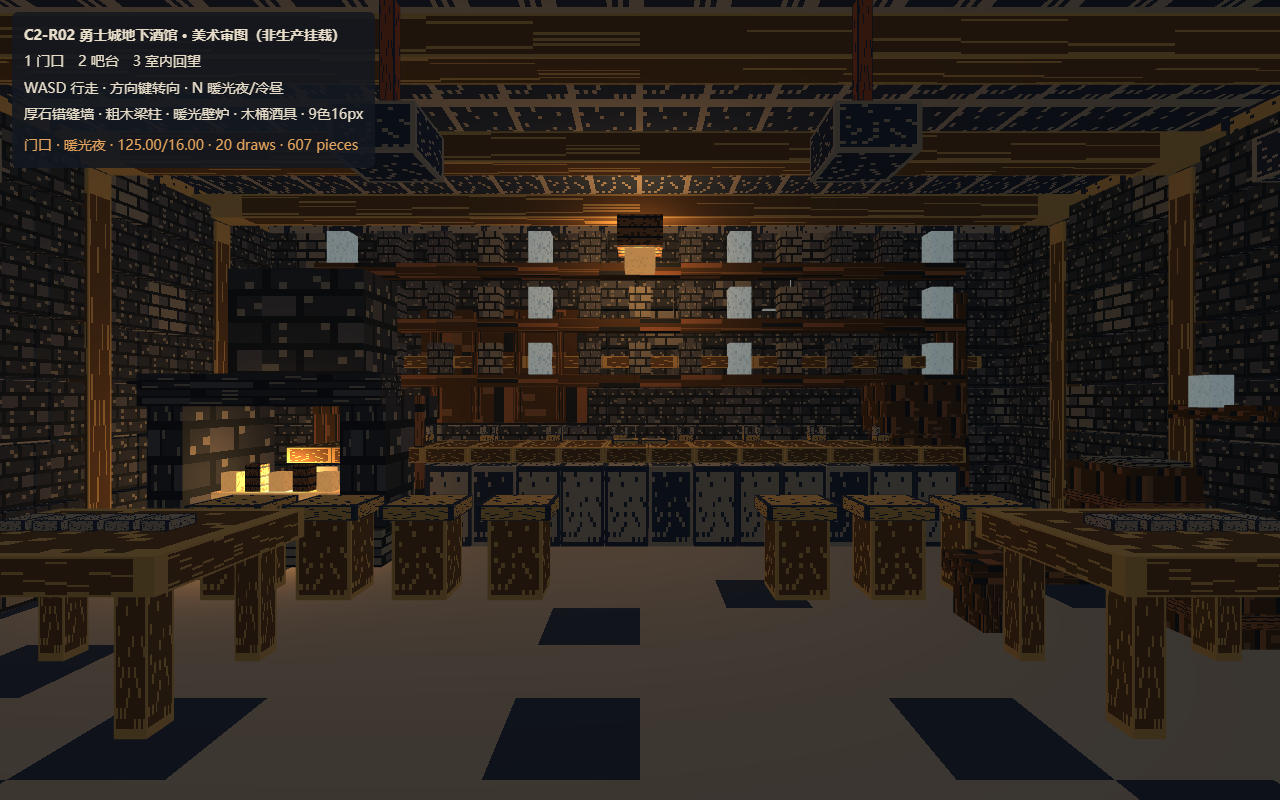 C2-R02 勇士城地下酒馆 • 美术审图（非生产挂载）
1 门口 2 吧台 3 室内回望
WASD 行走 · 方向键转向 · N 暖光夜/冷昼
厚石错缝墙 · 粗木梁柱 · 暖光壁炉 · 木桶酒具 · 9色16px
门口 · 暖光夜 · 125.00/16.00 · 20 draws · 607 pieces